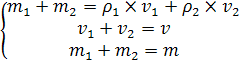 m₁ + m₂ = ρ₁ × v₁ + ρ₂ × v₂
v₁ + v₂ = v
m₁ + m₂ = m